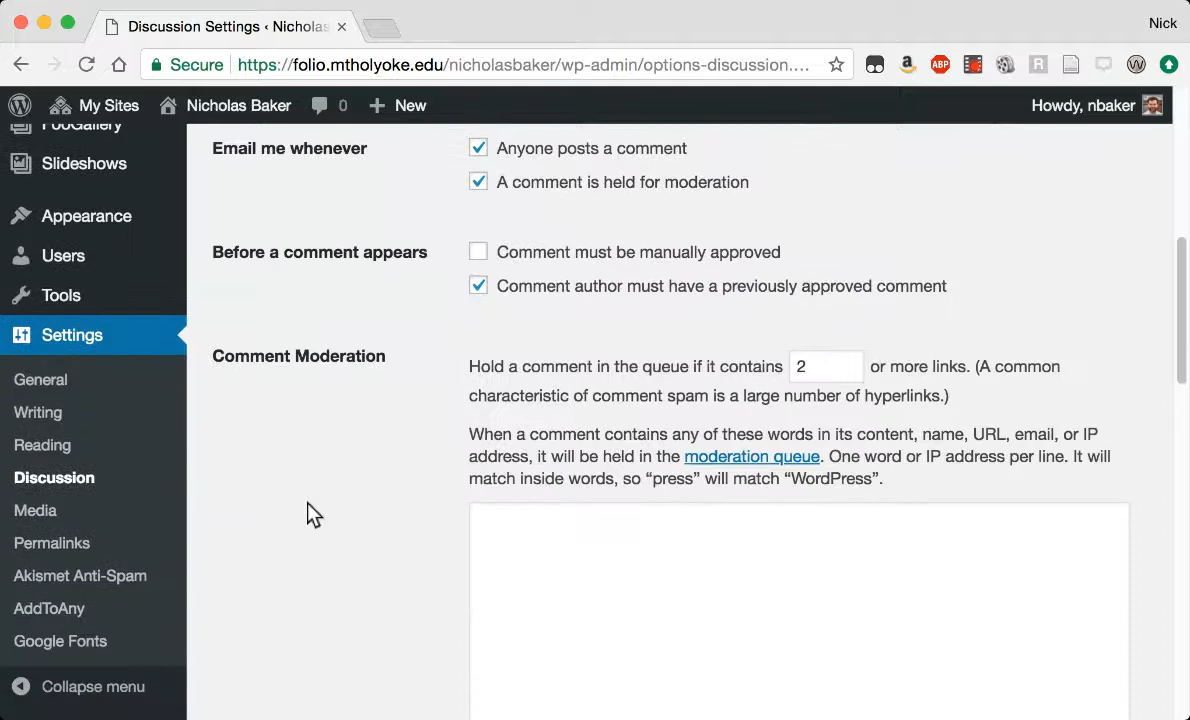 Discussion Settings ‹ Nicholas
Nick
Secure https://folio.mtholyoke.edu/nicholasbaker/wp-admin/options-discussion....
a ABP R W
My Sites Nicholas Baker 0 New Howdy, nbaker
FooGallery
Slideshows
Appearance
Users
Tools
Settings
General
Writing
Reading
Discussion
Media
Permalinks
Akismet Anti-Spam
AddToAny
Google Fonts
Collapse menu
Email me whenever
Anyone posts a comment
A comment is held for moderation
Before a comment appears
Comment must be manually approved
Comment author must have a previously approved comment
Comment Moderation
Hold a comment in the queue if it contains 2 or more links. (A common
characteristic of comment spam is a large number of hyperlinks.)
When a comment contains any of these words in its content, name, URL, email, or IP
address, it will be held in the moderation queue. One word or IP address per line. It will
match inside words, so “press” will match “WordPress”.